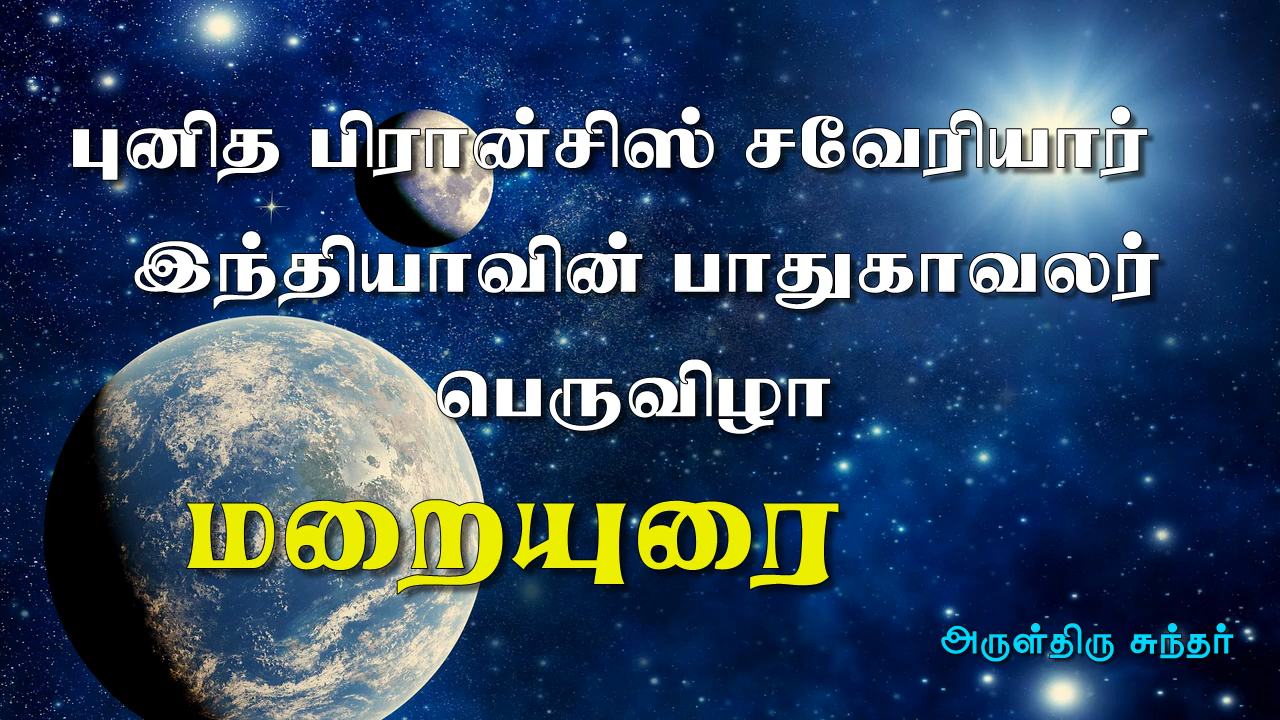 புனித பிரான்சிஸ் சவேரியார்
இந்தியாவின் பாதுகாவலர்
பெருவிழா
மறையுரை
அருள்திரு சுந்தர்